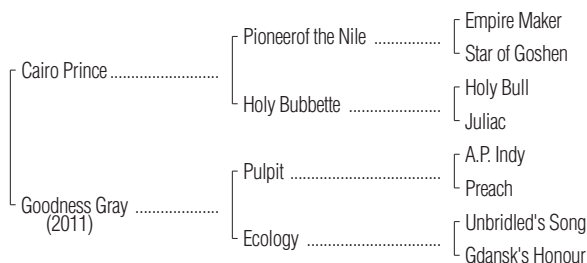 Empire Maker
Pioneerof the Nile ....................
Star of Goshen
Cairo Prince ................................
Holy Bull
Holy Bubbette ............................
Juliac
A.P. Indy
Pulpit ............................................
Preach
Goodness Gray ........................
(2011)
Unbridled's Song
Ecology ........................................
Gdansk's Honour